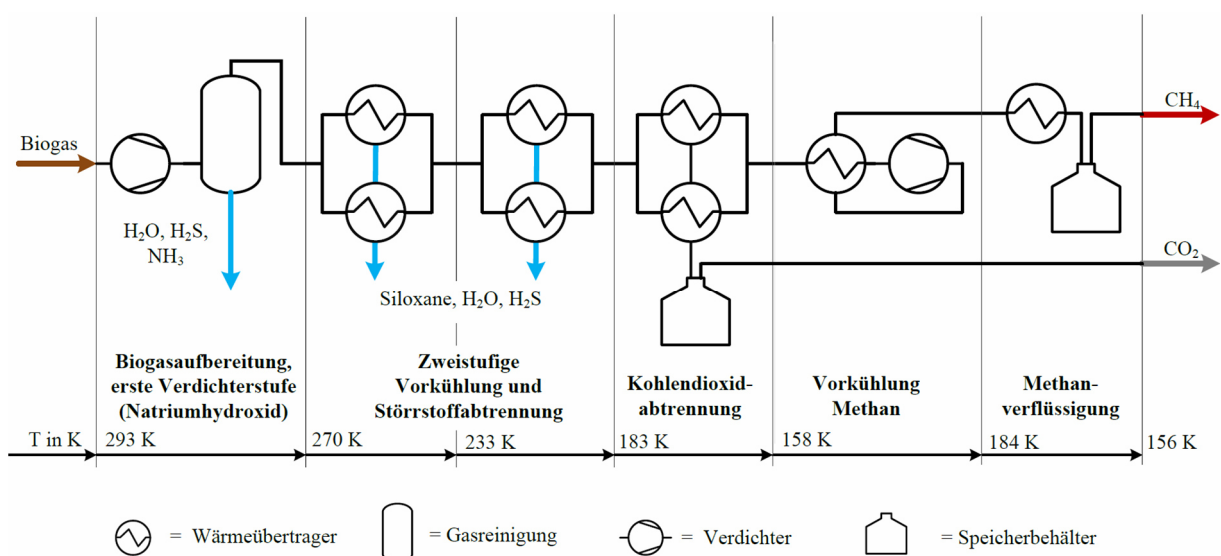 Biogas
H₂O, H₂S,
NH₃
Siloxane, H₂O, H₂S
CH₄
CO₂
Biogasaufbereitung,
erste Verdichterstufe
(Natriumhydroxid)
Zweistufige
Vorkühlung und
Störrstoffabtrennung
Kohlendioxid-
abtrennung
Vorkühlung
Methan
Methan-
verflüssigung
T in K 293 K 270 K 233 K 183 K 158 K 184 K 156 K
= Wärmeübertrager = Gasreinigung = Verdichter = Speicherbehälter